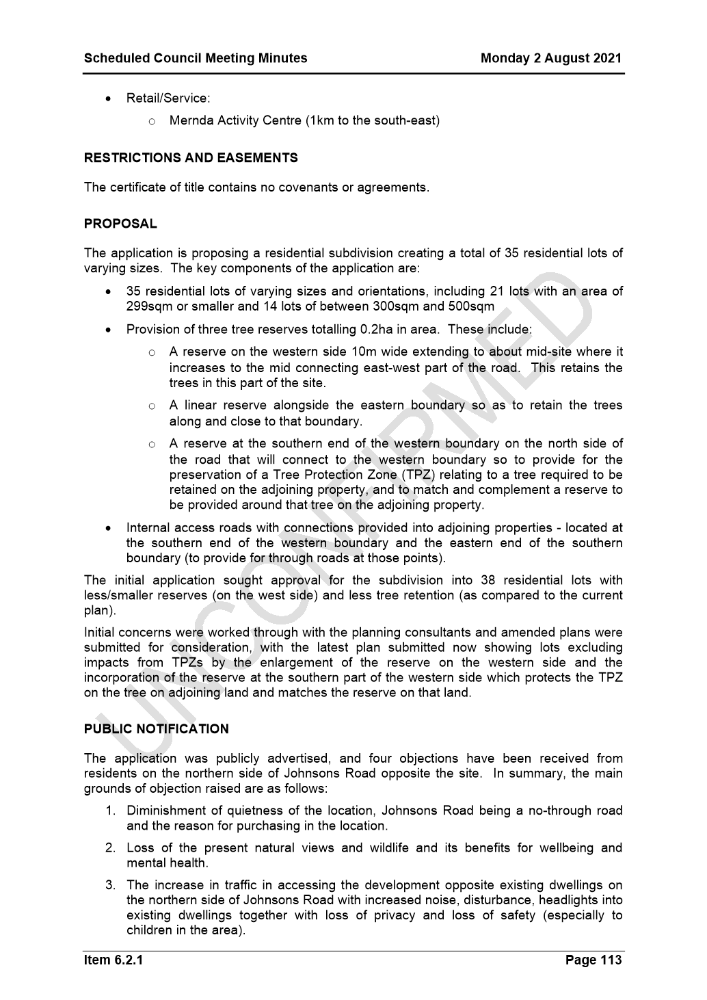 Scheduled Council Meeting Minutes Monday 2 August 2021
• Retail/Service:
o Mernda Activity Centre (1km to the south-east)
RESTRICTIONS AND EASEMENTS
The certificate of title contains no covenants or agreements.
PROPOSAL
The application is proposing a residential subdivision creating a total of 35 residential lots of
varying sizes. The key components of the application are:
• 35 residential lots of varying sizes and orientations, including 21 lots with an area of
299sqm or smaller and 14 lots of between 300sqm and 500sqm
• Provision of three tree reserves totalling 0.2ha in area. These include:
o A reserve on the western side 10m wide extending to about mid-site where it
increases to the mid connecting east-west part of the road. This retains the
trees in this part of the site.
o A linear reserve alongside the eastern boundary so as to retain the trees
along and close to that boundary.
o A reserve at the southern end of the western boundary on the north side of
the road that will connect to the western boundary so to provide for the
preservation of a Tree Protection Zone (TPZ) relating to a tree required to be
retained on the adjoining property, and to match and complement a reserve to
be provided around that tree on the adjoining property.
• Internal access roads with connections provided into adjoining properties - located at
the southern end of the western boundary and the eastern end of the southern
boundary (to provide for through roads at those points).
The initial application sought approval for the subdivision into 38 residential lots with
less/smaller reserves (on the west side) and less tree retention (as compared to the current
plan).
Initial concerns were worked through with the planning consultants and amended plans were
submitted for consideration, with the latest plan submitted now showing lots excluding
impacts from TPZs by the enlargement of the reserve on the western side and the
incorporation of the reserve at the southern part of the western side which protects the TPZ
on the tree on adjoining land and matches the reserve on that land.
PUBLIC NOTIFICATION
The application was publicly advertised, and four objections have been received from
residents on the northern side of Johnsons Road opposite the site. In summary, the main
grounds of objection raised are as follows:
1. Diminishment of quietness of the location, Johnsons Road being a no-through road
and the reason for purchasing in the location.
2. Loss of the present natural views and wildlife and its benefits for wellbeing and
mental health.
3. The increase in traffic in accessing the development opposite existing dwellings on
the northern side of Johnsons Road with increased noise, disturbance, headlights into
existing dwellings together with loss of privacy and loss of safety (especially to
children in the area).
Item 6.2.1 Page 113
UNCONFIRMED